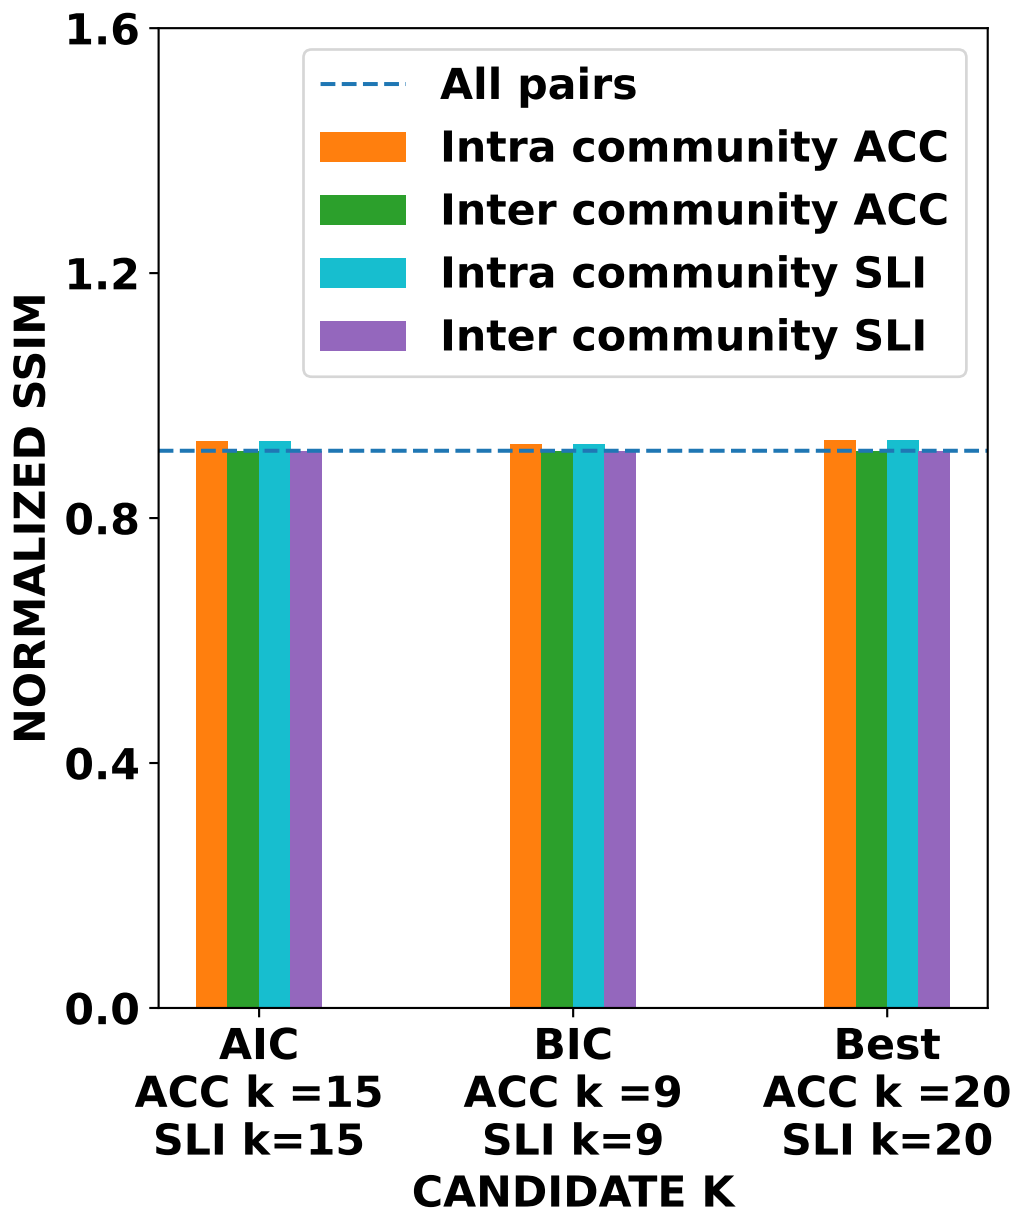 1.6
1.2
0.8
0.4
0.0
NORMALIZED SSIM
All pairs
Intra community ACC
Inter community ACC
Intra community SLI
Inter community SLI
AIC
ACC k =15
SLI k=15
BIC
ACC k =9
SLI k=9
Best
ACC k =20
SLI k=20
CANDIDATE K